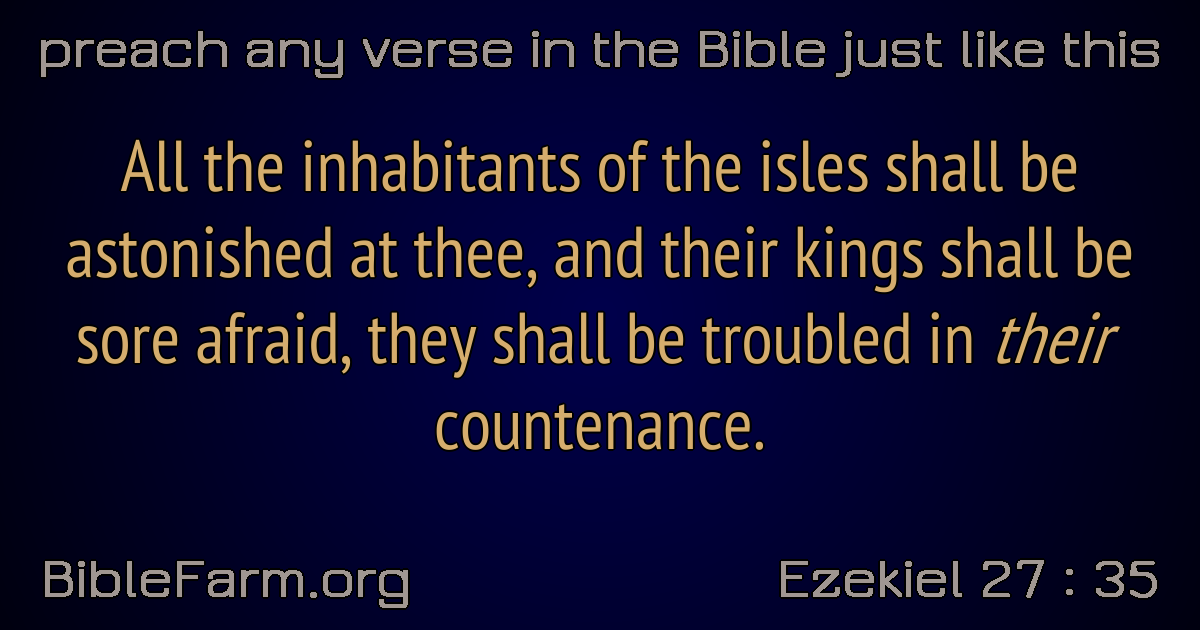 preach any verse in the Bible just like this
All the inhabitants of the isles shall be
astonished at thee, and their kings shall be
sore afraid, they shall be troubled in their
countenance.
BibleFarm.org
Ezekiel 27 : 35